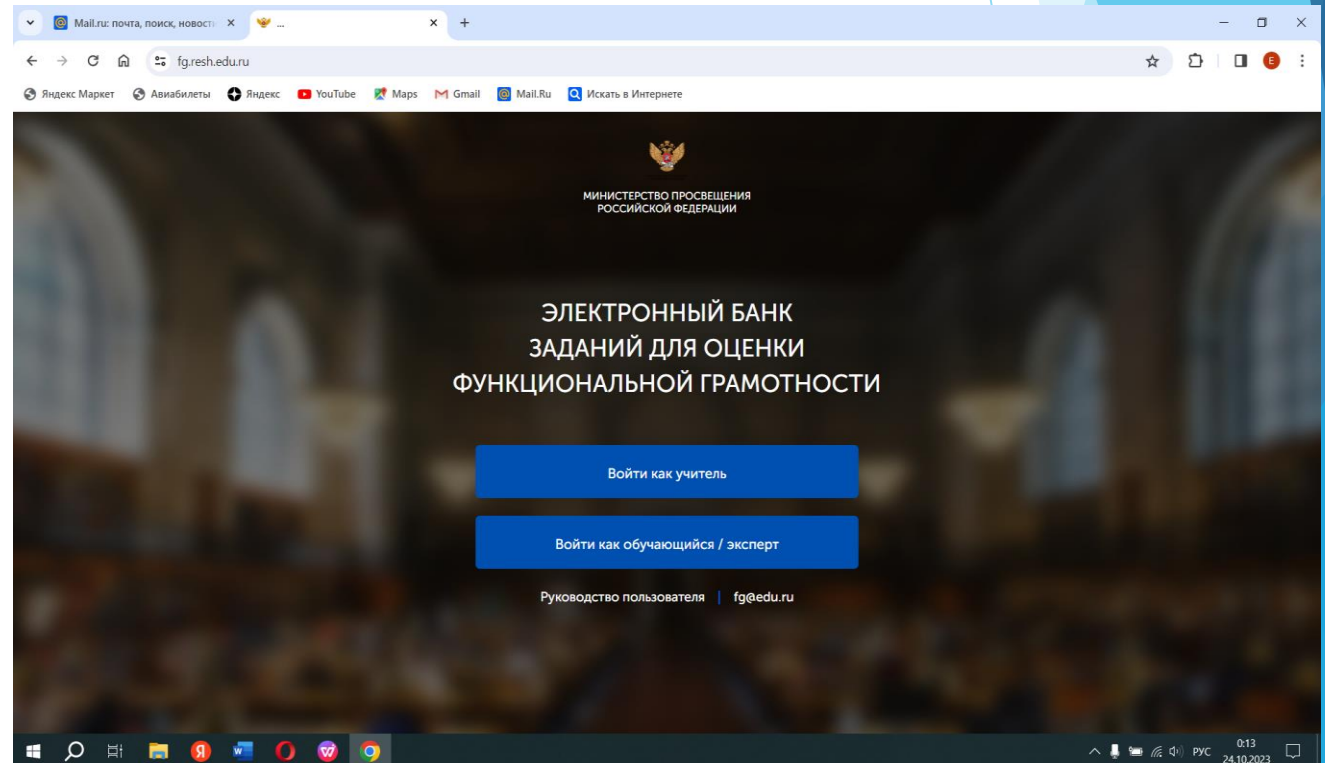 Mail.ru: почта, поиск, новости
...
fg.resh.edu.ru
E
Яндекс Маркет Авиабилеты Яндекс YouTube Maps Gmail Mail.Ru Искать в Интернете
МИНИСТЕРСТВО ПРОСВЕЩЕНИЯ
РОССИЙСКОЙ ФЕДЕРАЦИИ
ЭЛЕКТРОННЫЙ БАНК
ЗАДАНИЙ ДЛЯ ОЦЕНКИ
ФУНКЦИОНАЛЬНОЙ ГРАМОТНОСТИ
Войти как учитель
Войти как обучающийся / эксперт
Руководство пользователя | fg@edu.ru
РУС
0:13
24.10.2023